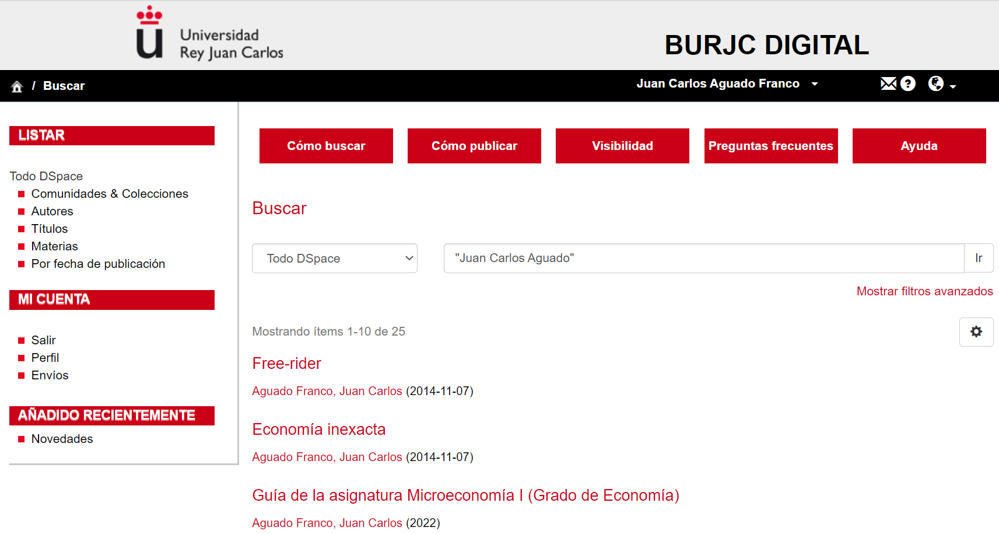 Universidad
Rey Juan Carlos
BURJC DIGITAL
/ Buscar
Juan Carlos Aguado Franco
?
LISTAR
Todo DSpace
Comunidades & Colecciones
Autores
Títulos
Materias
Por fecha de publicación
MI CUENTA
Salir
Perfil
Envíos
AÑADIDO RECIENTEMENTE
Novedades
Cómo buscar
Cómo publicar
Visibilidad
Preguntas frecuentes
Ayuda
Buscar
Todo DSpace
"Juan Carlos Aguado"
Ir
Mostrar filtros avanzados
Mostrando ítems 1-10 de 25
Free-rider
Aguado Franco, Juan Carlos (2014-11-07)
Economía inexacta
Aguado Franco, Juan Carlos (2014-11-07)
Guía de la asignatura Microeconomía I (Grado de Economía)
Aguado Franco, Juan Carlos (2022)